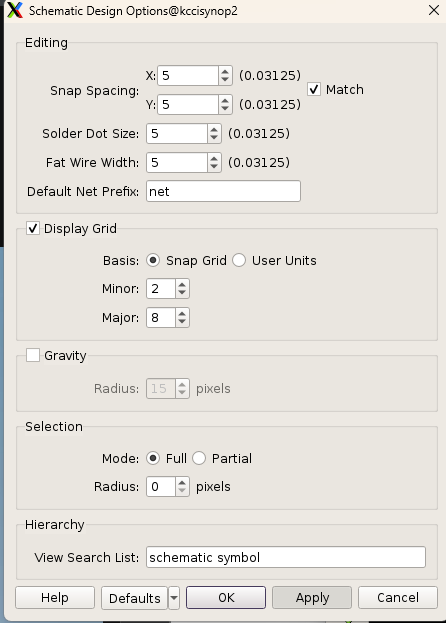 Schematic Design Options@kccisynop2
Editing
Snap Spacing:
X: 5 (0.03125)
Y: 5 (0.03125)
Match
Solder Dot Size: 5 (0.03125)
Fat Wire Width: 5 (0.03125)
Default Net Prefix: net
Display Grid
Basis: Snap Grid User Units
Minor: 2
Major: 8
Gravity
Radius: 15 pixels
Selection
Mode: Full Partial
Radius: 0 pixels
Hierarchy
View Search List: schematic symbol
Help Defaults OK Apply Cancel